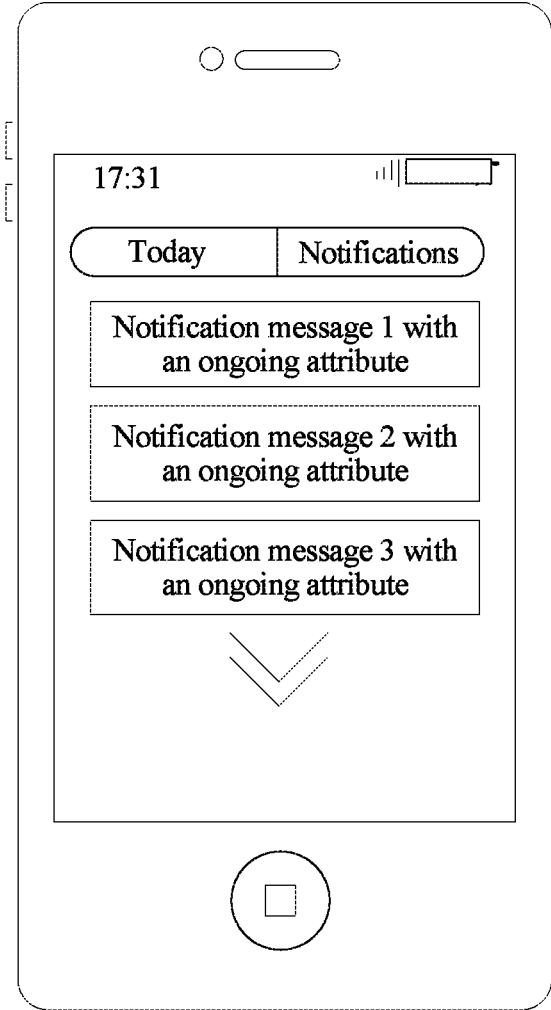 17:31
Today Notifications
Notification message 1 with
an ongoing attribute
Notification message 2 with
an ongoing attribute
Notification message 3 with
an ongoing attribute